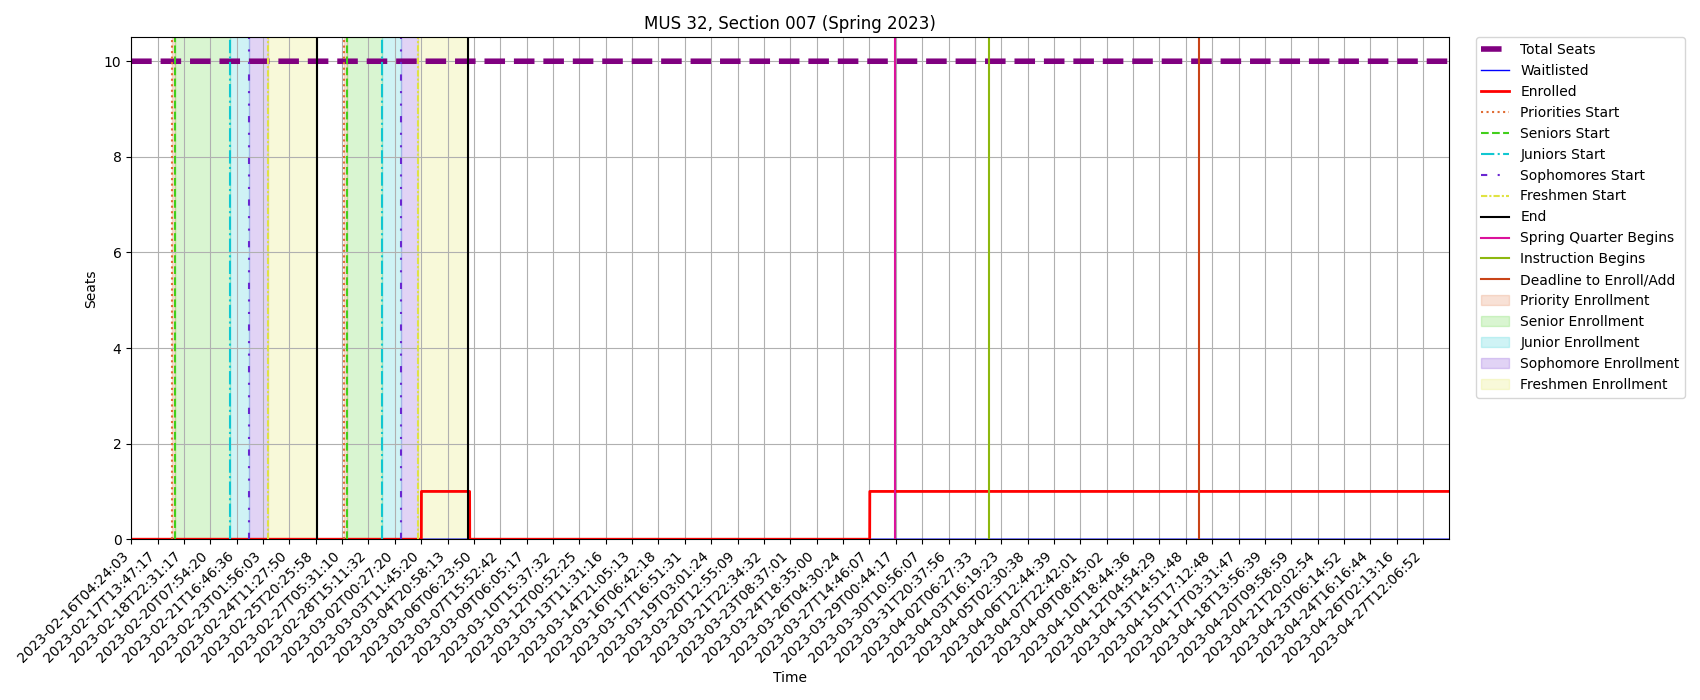 MUS 32, Section 007 (Spring 2023)
10
8
6
4
2
0
Seats
2023-02-16T04:24:03
2023-02-17T13:47:17
2023-02-18T22:31:17
2023-02-20T07:54:20
2023-02-21T16:46:36
2023-02-23T01:56:03
2023-02-24T11:27:50
2023-02-25T20:25:58
2023-02-27T05:31:10
2023-02-28T15:11:32
2023-03-02T00:27:20
2023-03-03T11:45:20
2023-03-04T20:58:13
2023-03-06T06:23:50
2023-03-07T15:52:42
2023-03-09T06:05:17
2023-03-10T15:37:32
2023-03-12T00:52:25
2023-03-13T11:31:16
2023-03-14T21:05:13
2023-03-16T06:42:18
2023-03-17T16:51:31
2023-03-19T03:01:24
2023-03-20T12:55:09
2023-03-21T22:34:32
2023-03-23T08:37:01
2023-03-24T18:35:00
2023-03-26T04:30:24
2023-03-27T14:46:07
2023-03-29T00:44:17
2023-03-30T10:56:07
2023-03-31T20:37:56
2023-04-02T06:27:33
2023-04-03T16:19:23
2023-04-05T02:30:38
2023-04-06T12:44:39
2023-04-07T22:42:01
2023-04-09T08:45:02
2023-04-10T18:44:36
2023-04-12T04:54:29
2023-04-13T14:51:48
2023-04-15T17:12:48
2023-04-17T03:31:47
2023-04-18T13:56:39
2023-04-20T09:58:59
2023-04-21T20:02:54
2023-04-23T06:14:52
2023-04-24T16:16:44
2023-04-26T02:13:16
2023-04-27T12:06:52
Time
Total Seats
Waitlisted
Enrolled
Priorities Start
Seniors Start
Juniors Start
Sophomores Start
Freshmen Start
End
Spring Quarter Begins
Instruction Begins
Deadline to Enroll/Add
Priority Enrollment
Senior Enrollment
Junior Enrollment
Sophomore Enrollment
Freshmen Enrollment